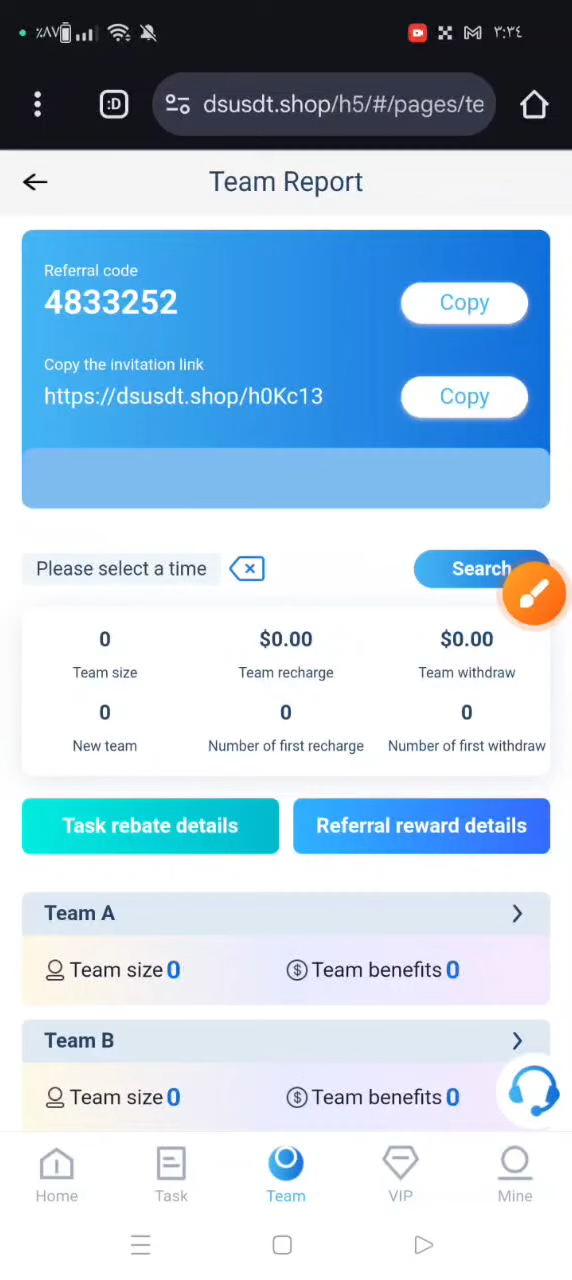 ٪٨٧
٣:٣٤
:D
dsusdt.shop/h5/#/pages/te
Team Report
Referral code
4833252
Copy
Copy the invitation link
https://dsusdt.shop/h0Kc13
Copy
Please select a time
Search
0
$0.00
$0.00
Team size
Team recharge
Team withdraw
0
0
0
New team
Number of first recharge
Number of first withdraw
Task rebate details
Referral reward details
Team A
Team size 0
Team benefits 0
Team B
Team size 0
Team benefits 0
Home
Task
Team
VIP
Mine